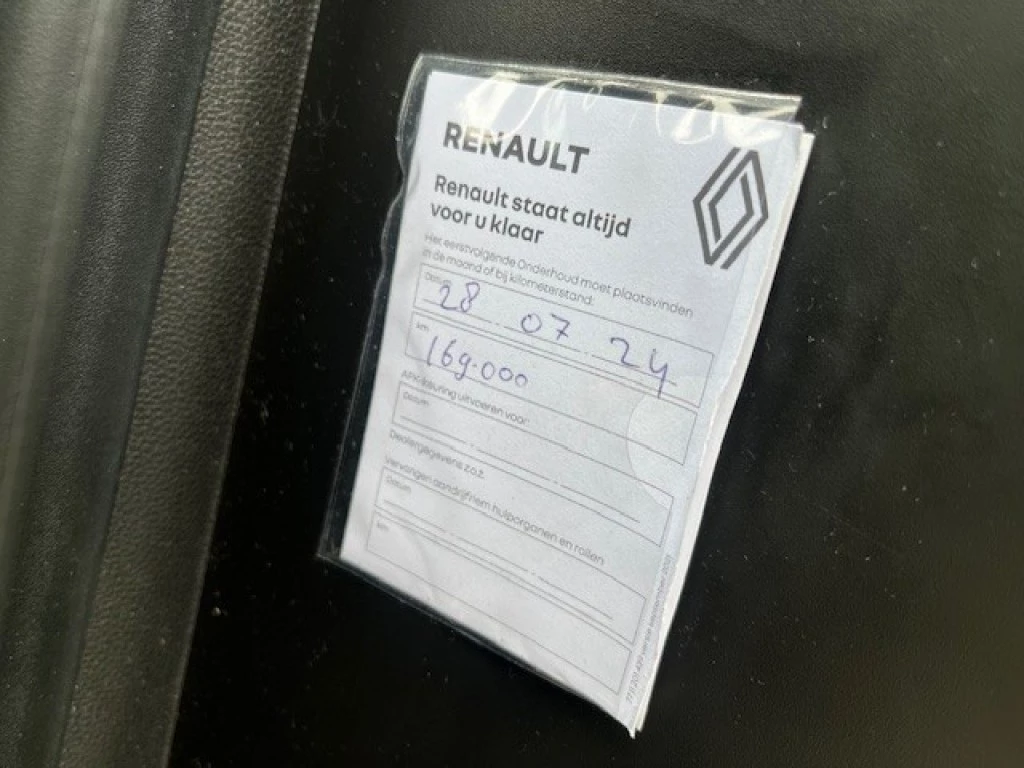 RENAULT
Renault staat altijd
voor u klaar
Het eerstvolgende Onderhoud moet plaatsvinden
in de maand of bij kilometerstand:
Datum
28 07 24
km
169.000
APK-keuring uitvoeren voor:
Datum
Dealergegevens z.o.z.
Vervangen aandrijfriem hulporganen en rollen
Datum
km